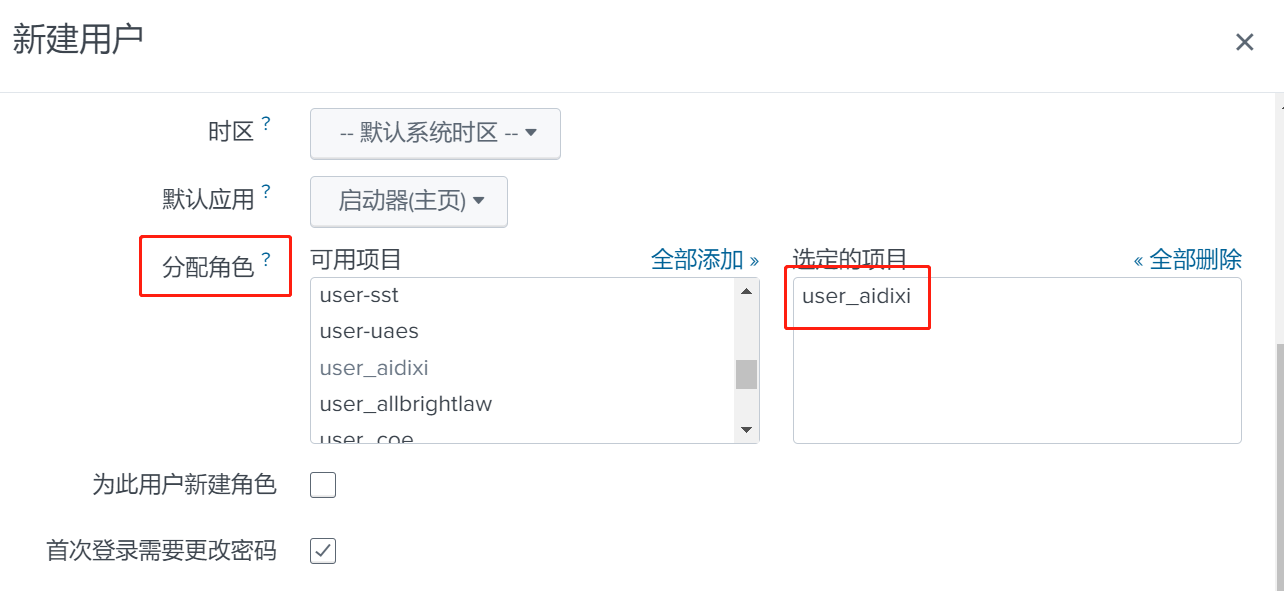 新建用户
时区 ?
-- 默认系统时区 --
默认应用 ?
启动器(主页)
分配角色 ?
可用项目
全部添加 »
选定的项目
« 全部删除
user-sst
user-uaes
user_aidixi
user_allbrightlaw
user_coe
user_aidixi
为此用户新建角色
首次登录需要更改密码